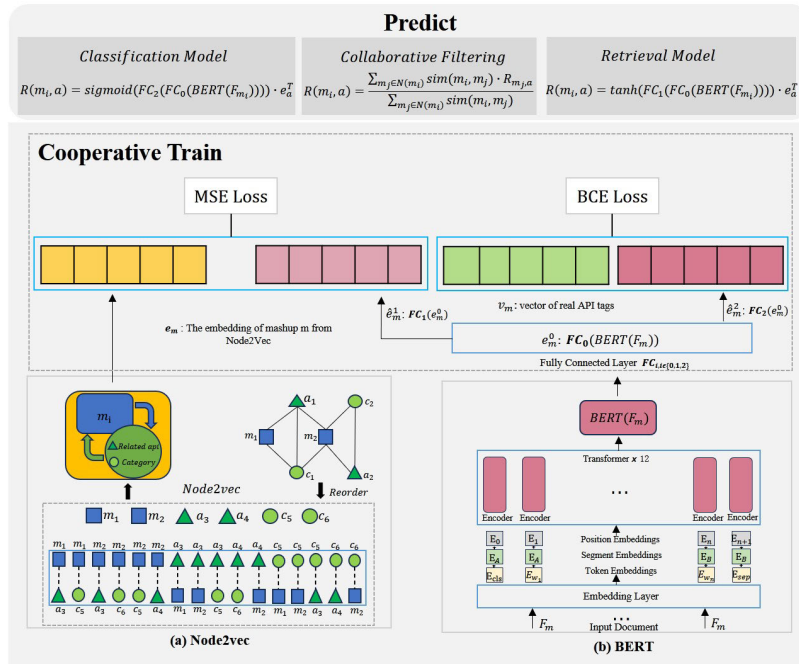 Predict
Classification Model
R(m_i, a) = sigmoid(FC_2(FC_0(BERT(F_{m_i})))) · e_a^T
Collaborative Filtering
R(m_i, a) = \frac{∑_{m_j∈N(m_i)} sim(m_i, m_j) · R_{m_j,a}}{∑_{m_j∈N(m_i)} sim(m_i, m_j)}
Retrieval Model
R(m_i, a) = tanh(FC_1(FC_0(BERT(F_{m_i})))) · e_a^T
Cooperative Train
MSE Loss
BCE Loss
e_m : The embedding of mashup m from
Node2Vec
ê_m^1: FC_1(e_m^0)
v_m: vector of real API tags
ê_m^2: FC_2(e_m^0)
e_m^0: FC_0(BERT(F_m))
Fully Connected Layer FC_{i,i∈{0,1,2}}
m_i
Related api
Category
a_1
c_2
m_1
m_2
c_1
a_2
Node2vec
Reorder
m_1 m_2 a_3 a_4 c_5 c_6
m_1 m_1 m_2 m_2 m_2 m_2 a_3 a_3 a_4 a_4 a_4 c_5 c_5 c_5 c_6 c_6
a_3 c_5 a_3 c_6 c_5 a_4 m_1 m_2 c_5 c_6 m_2 m_1 m_2 a_3 a_4 m_2
(a) Node2vec
BERT(F_m)
Transformer x 12
...
Encoder Encoder Encoder Encoder
E_0 E_1 Position Embeddings E_n E_{n+1}
E_A E_A Segment Embeddings E_B E_B
E_{cls} E_{w_1} Token Embeddings E_{w_n} E_{sep}
Embedding Layer
F_m ... F_m
Input Document
(b) BERT